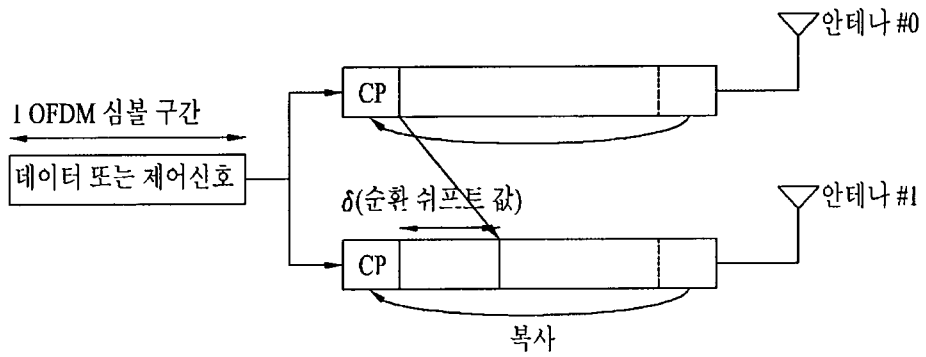 안테나 #0
CP
1 OFDM 심볼 구간
데이터 또는 제어신호
δ(순환 쉬프트 값)
안테나 #1
CP
복사